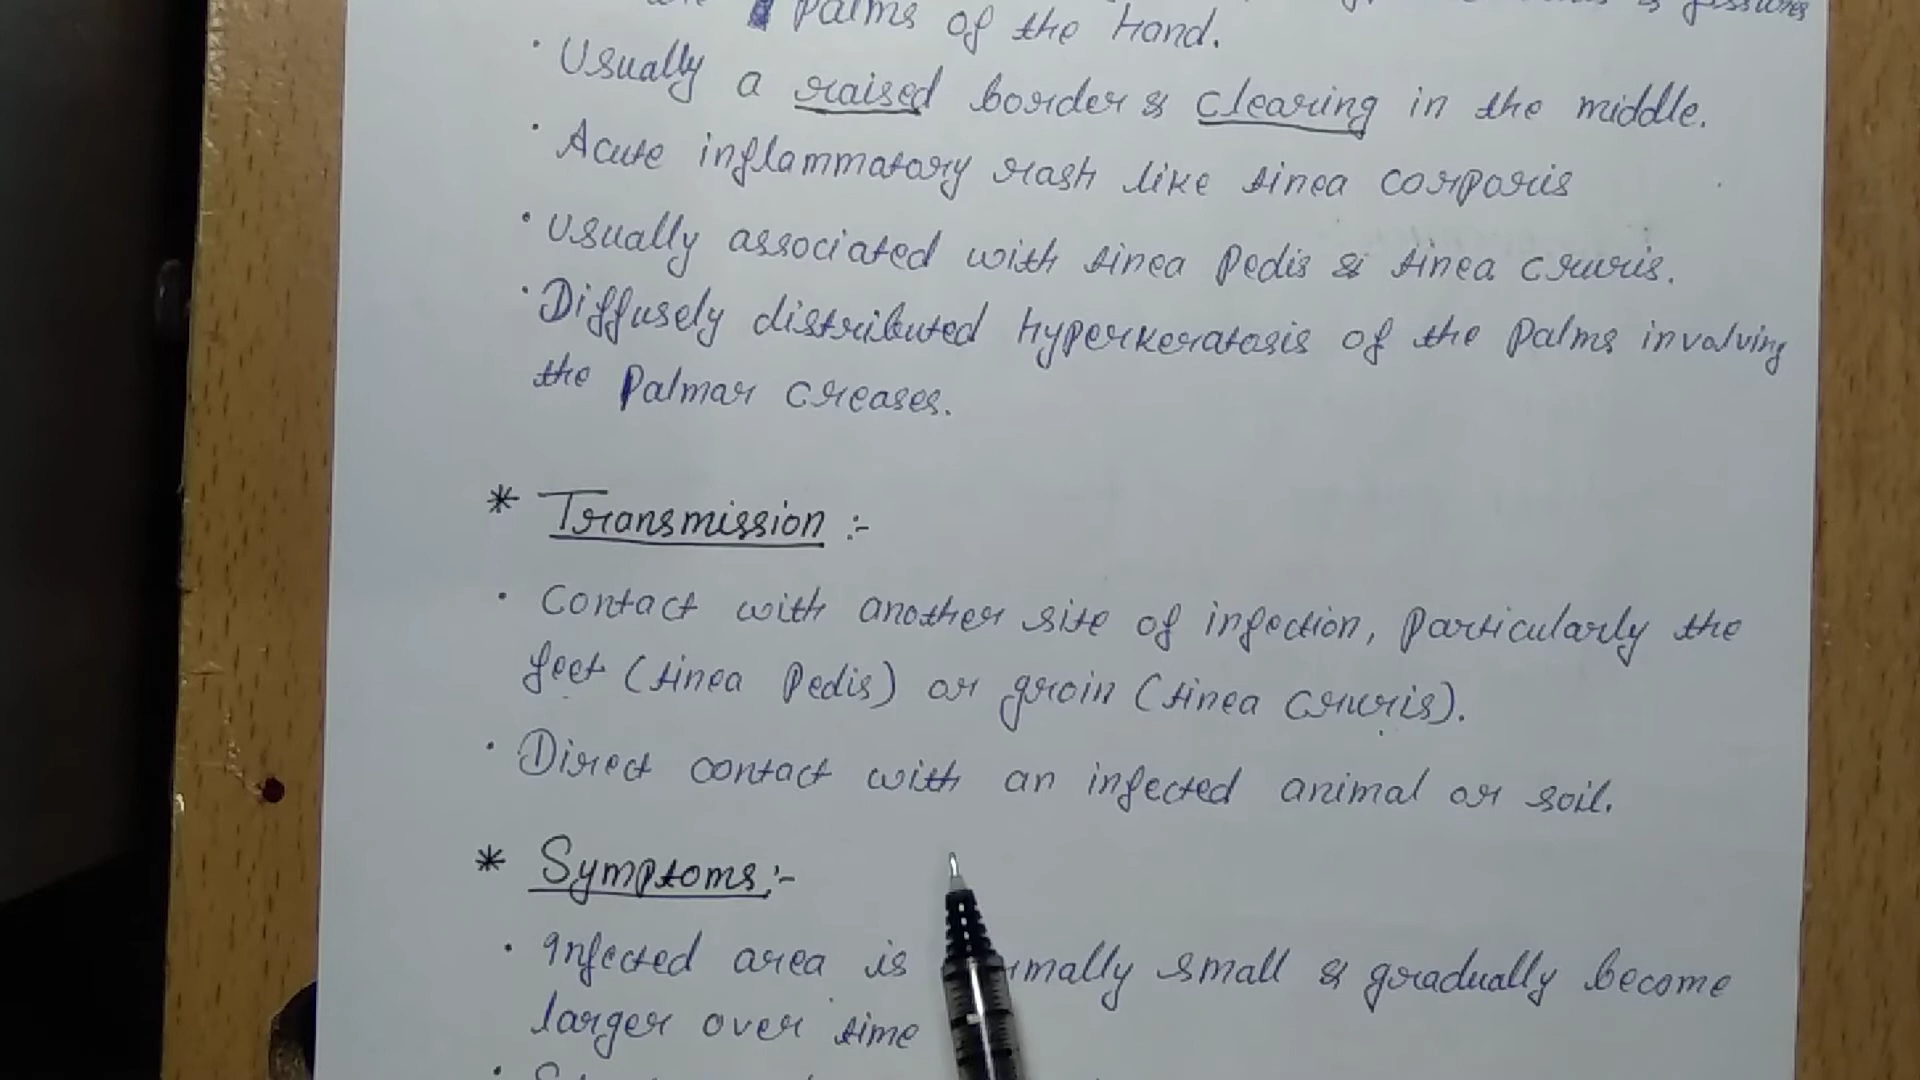 Palms of the Hand.
· Usually a raised border & clearing in the middle.
· Acute inflammatory rash like tinea corporis
· Usually associated with tinea pedis & tinea cruris.
· Diffusely distributed Hyperkeratosis of the palms involving
the Palmar creases.
* Transmission :-
· Contact with another site of infection, particularly the
feet (tinea pedis) or groin (tinea cruris).
· Direct contact with an infected animal or soil.
* Symptoms:-
· Infected area is small & gradually become
larger over time